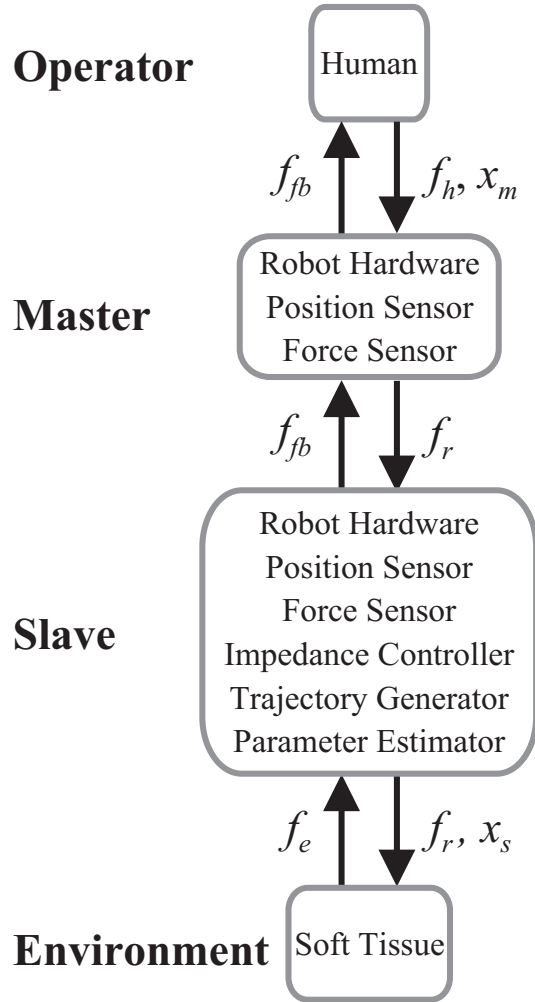 Operator
Human
f_fb
f_h, x_m
Master
Robot Hardware
Position Sensor
Force Sensor
f_fb
f_r
Slave
Robot Hardware
Position Sensor
Force Sensor
Impedance Controller
Trajectory Generator
Parameter Estimator
f_e
f_r, x_s
Environment
Soft Tissue